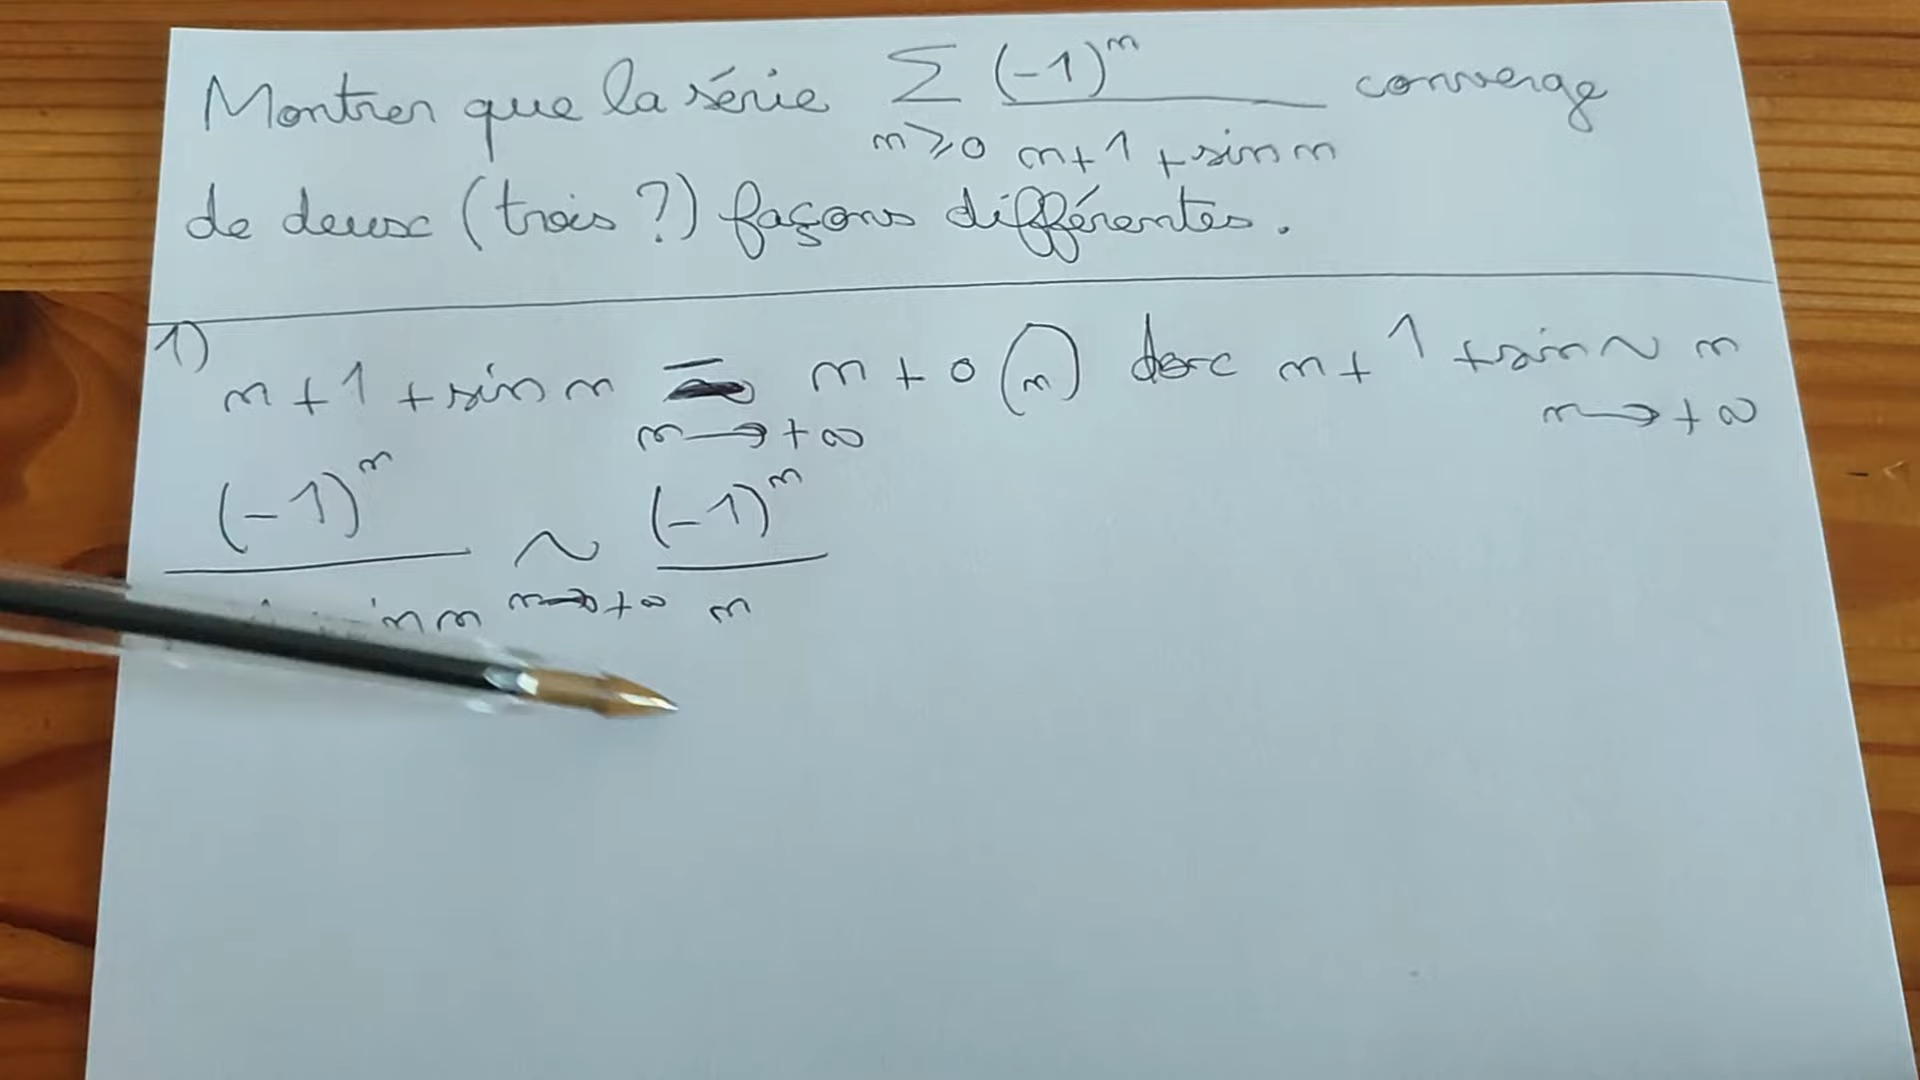 Montrer que la série ∑ (-1)^n / (n+1+sin n) converge
n≥0
de deux (trois ?) façons différentes.
1)
n+1+sin n = n+o(n) donc n+1+sin ~ n
n→+∞ n→+∞
(-1)^n ~ (-1)^n
n→+∞ n